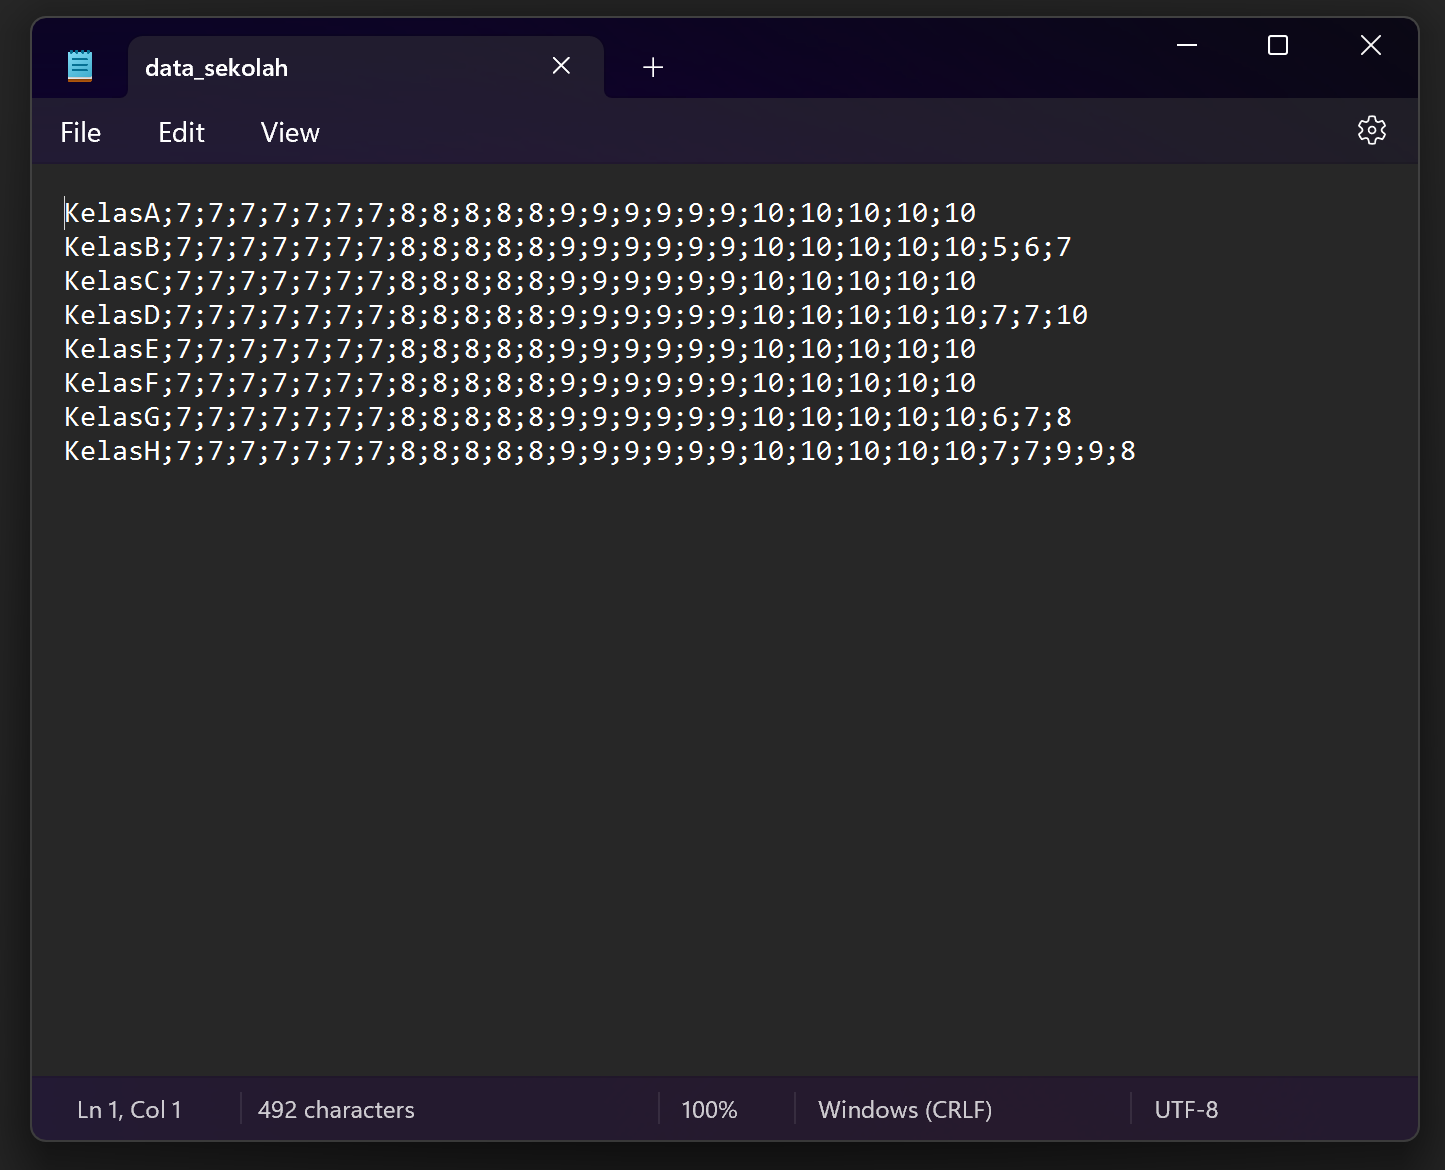 data_sekolah
File Edit View
KelasA;7;7;7;7;7;7;7;8;8;8;8;8;9;9;9;9;9;9;10;10;10;10;10
KelasB;7;7;7;7;7;7;7;8;8;8;8;8;9;9;9;9;9;9;10;10;10;10;10;5;6;7
KelasC;7;7;7;7;7;7;7;8;8;8;8;8;9;9;9;9;9;9;10;10;10;10;10
KelasD;7;7;7;7;7;7;7;8;8;8;8;8;9;9;9;9;9;9;10;10;10;10;10;7;7;10
KelasE;7;7;7;7;7;7;7;8;8;8;8;8;9;9;9;9;9;9;10;10;10;10;10
KelasF;7;7;7;7;7;7;7;8;8;8;8;8;9;9;9;9;9;9;10;10;10;10;10
KelasG;7;7;7;7;7;7;7;8;8;8;8;8;9;9;9;9;9;9;10;10;10;10;10;6;7;8
KelasH;7;7;7;7;7;7;7;8;8;8;8;8;9;9;9;9;9;9;10;10;10;10;10;7;7;9;9;8
Ln 1, Col 1 492 characters 100% Windows (CRLF) UTF-8